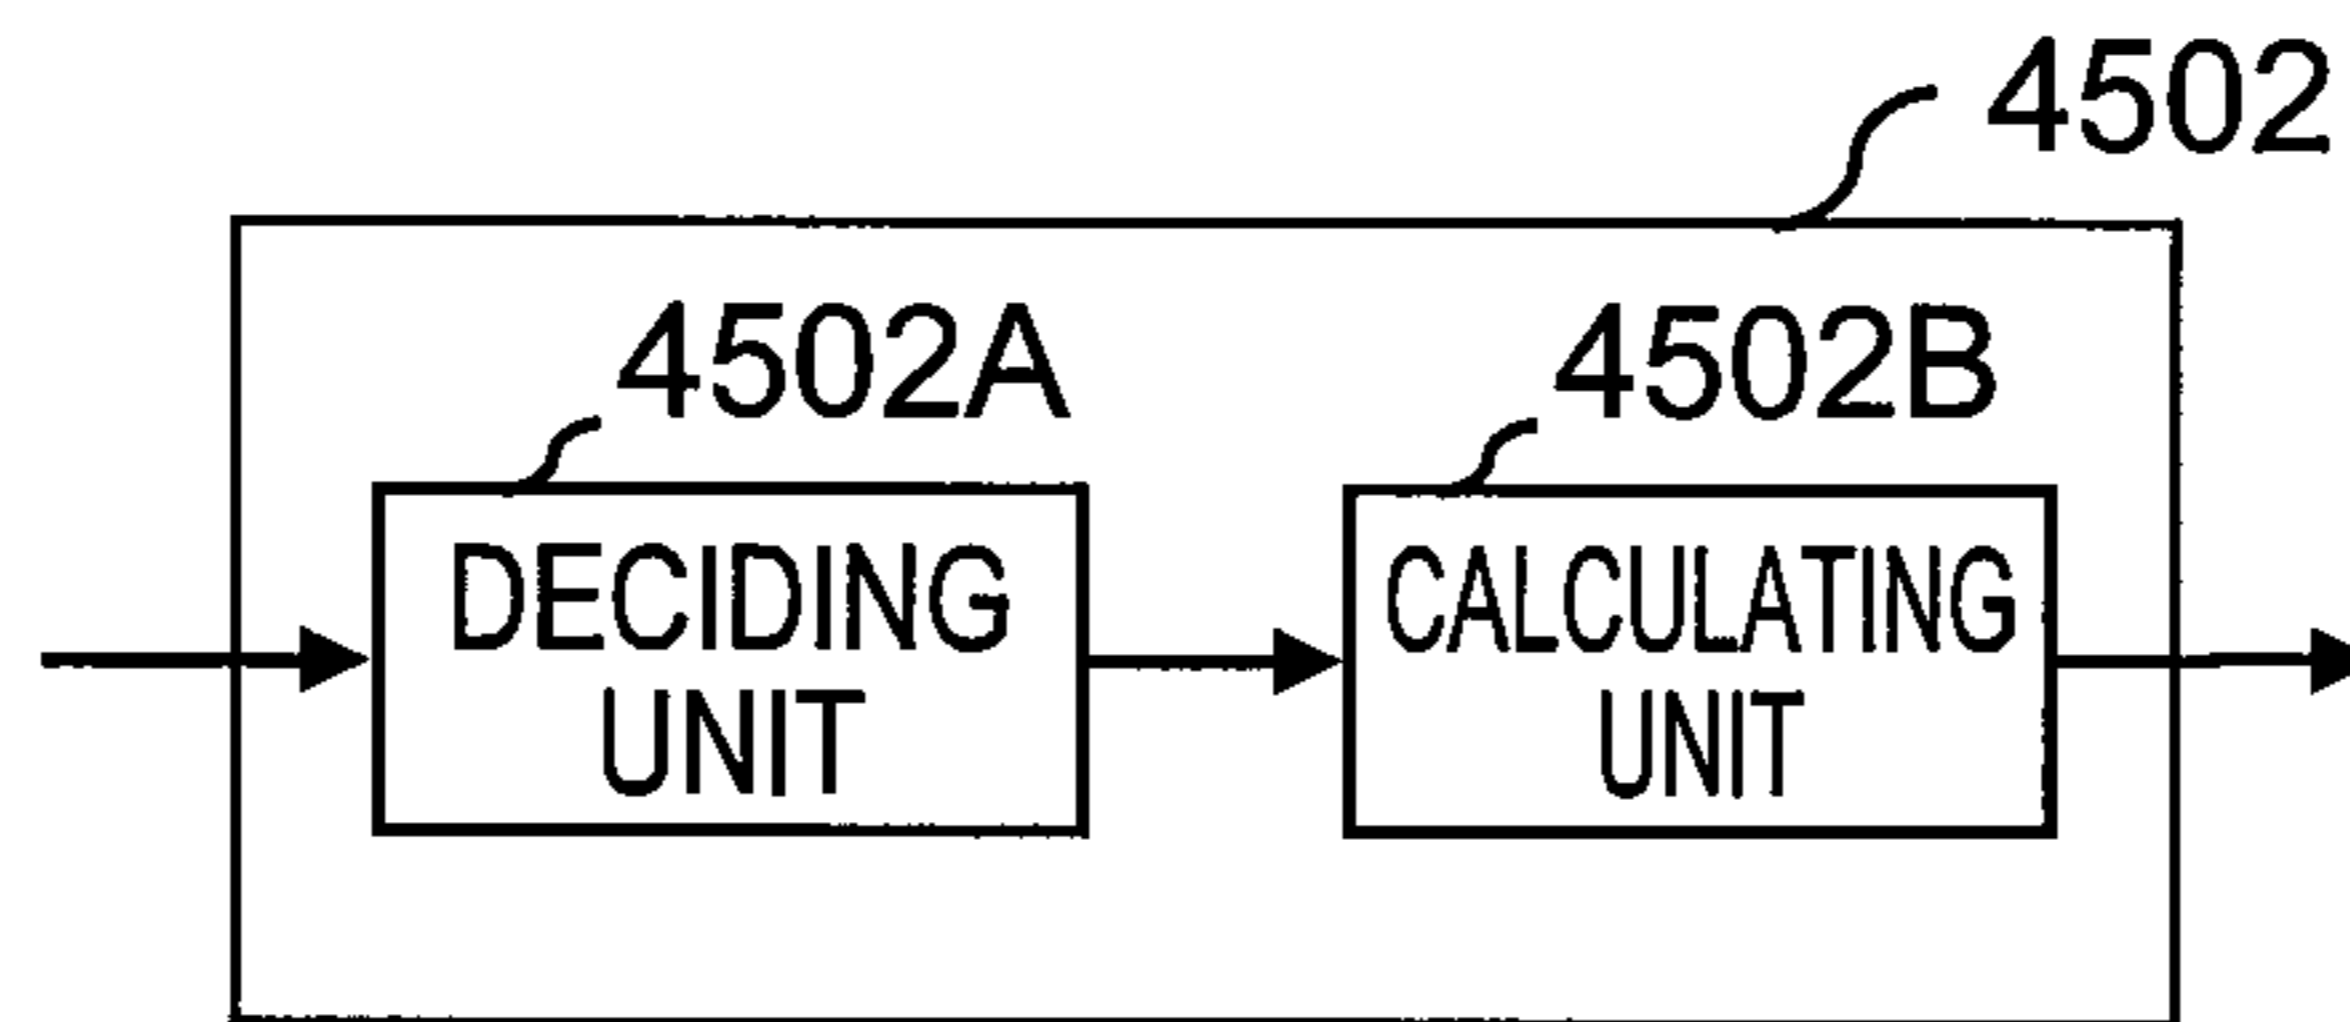 4502
4502A
4502B
DECIDING
UNIT
CALCULATING
UNIT